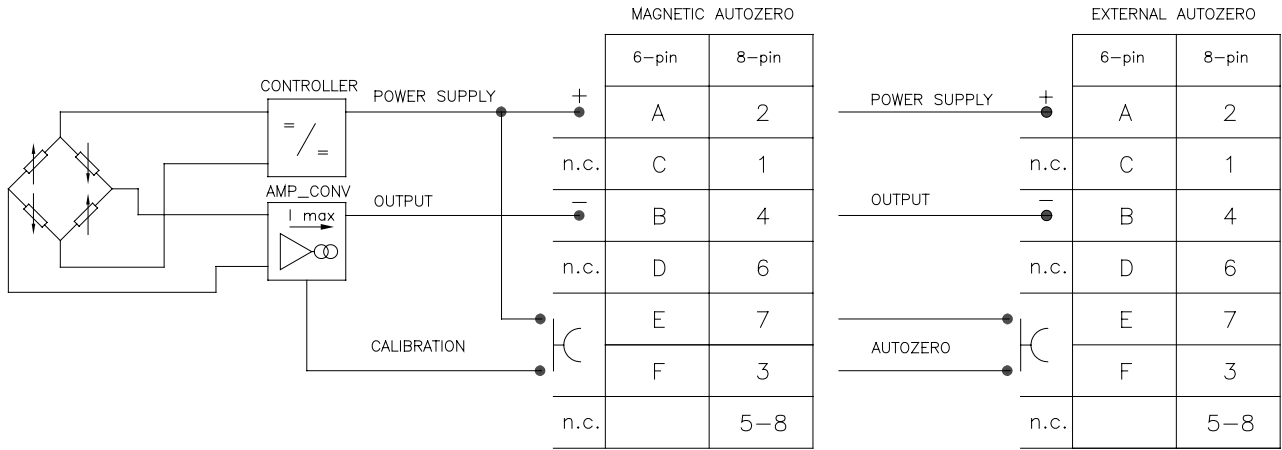 MAGNETIC AUTOZERO
EXTERNAL AUTOZERO
6-pin 8-pin
6-pin 8-pin
CONTROLLER
= / =
POWER SUPPLY
+ A 2
POWER SUPPLY
+ A 2
n.c. C 1
n.c. C 1
AMP_CONV
I max
OUTPUT
− B 4
OUTPUT
− B 4
n.c. D 6
n.c. D 6
E 7
E 7
CALIBRATION
AUTOZERO
F 3
F 3
n.c. 5-8
n.c. 5-8